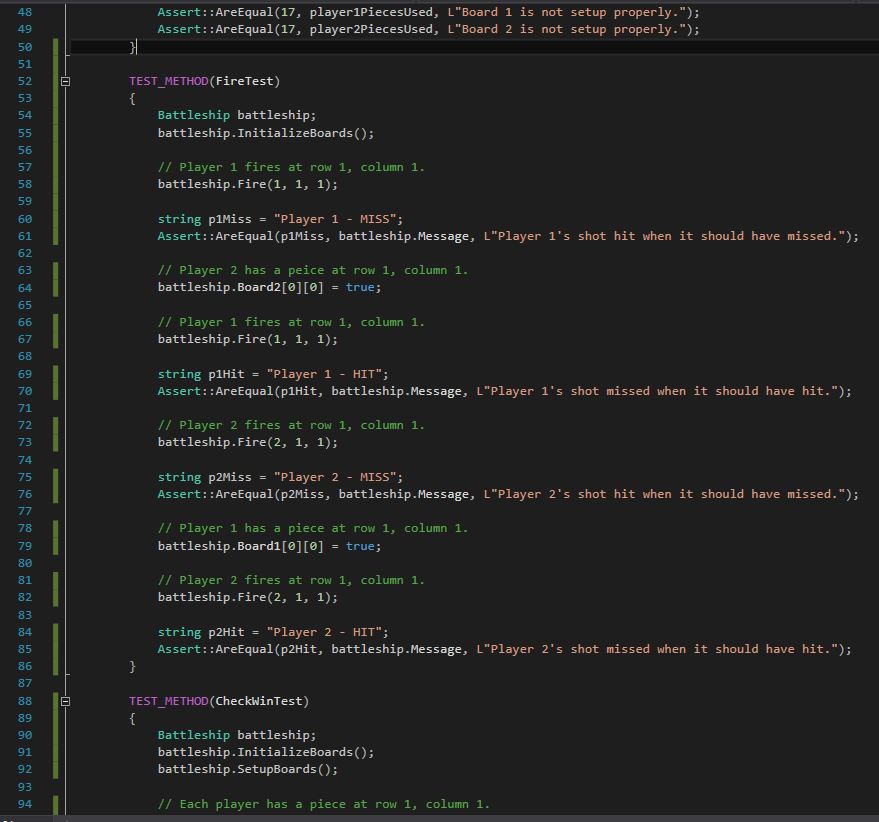 48 Assert::AreEqual(17, player1PiecesUsed, L"Board 1 is not setup properly.");
49 Assert::AreEqual(17, player2PiecesUsed, L"Board 2 is not setup properly.");
50 }
51
52 TEST_METHOD(FireTest)
53 {
54 Battleship battleship;
55 battleship.InitializeBoards();
56
57 // Player 1 fires at row 1, column 1.
58 battleship.Fire(1, 1, 1);
59
60 string p1Miss = "Player 1 - MISS";
61 Assert::AreEqual(p1Miss, battleship.Message, L"Player 1's shot hit when it should have missed.");
62
63 // Player 2 has a peice at row 1, column 1.
64 battleship.Board2[0][0] = true;
65
66 // Player 1 fires at row 1, column 1.
67 battleship.Fire(1, 1, 1);
68
69 string p1Hit = "Player 1 - HIT";
70 Assert::AreEqual(p1Hit, battleship.Message, L"Player 1's shot missed when it should have hit.");
71
72 // Player 2 fires at row 1, column 1.
73 battleship.Fire(2, 1, 1);
74
75 string p2Miss = "Player 2 - MISS";
76 Assert::AreEqual(p2Miss, battleship.Message, L"Player 2's shot hit when it should have missed.");
77
78 // Player 1 has a piece at row 1, column 1.
79 battleship.Board1[0][0] = true;
80
81 // Player 2 fires at row 1, column 1.
82 battleship.Fire(2, 1, 1);
83
84 string p2Hit = "Player 2 - HIT";
85 Assert::AreEqual(p2Hit, battleship.Message, L"Player 2's shot missed when it should have hit.");
86 }
87
88 TEST_METHOD(CheckWinTest)
89 {
90 Battleship battleship;
91 battleship.InitializeBoards();
92 battleship.SetupBoards();
93
94 // Each player has a piece at row 1, column 1.